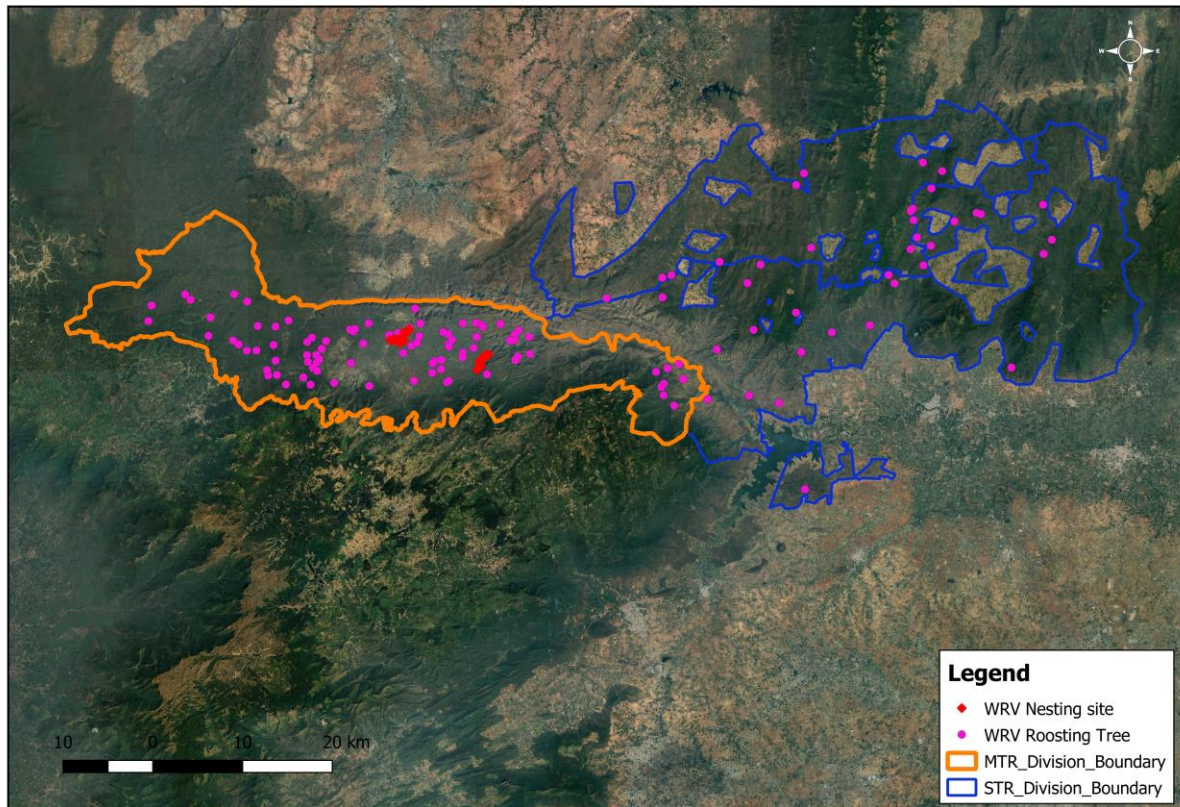 N
W E
S
Legend
WRV Nesting site
WRV Roosting Tree
MTR_Division_Boundary
STR_Division_Boundary
10 0 10 20 km